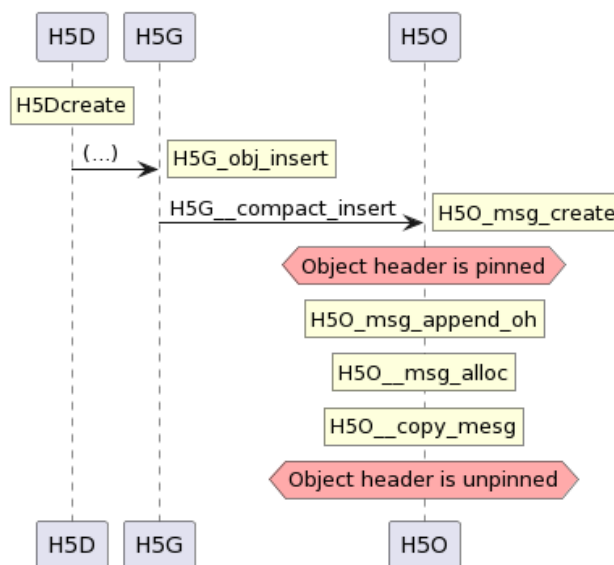 H5D H5G H5O
H5Dcreate
(...) H5G_obj_insert
H5G__compact_insert H5O_msg_create
Object header is pinned
H5O_msg_append_oh
H5O__msg_alloc
H5O__copy_mesg
Object header is unpinned
H5D H5G H5O